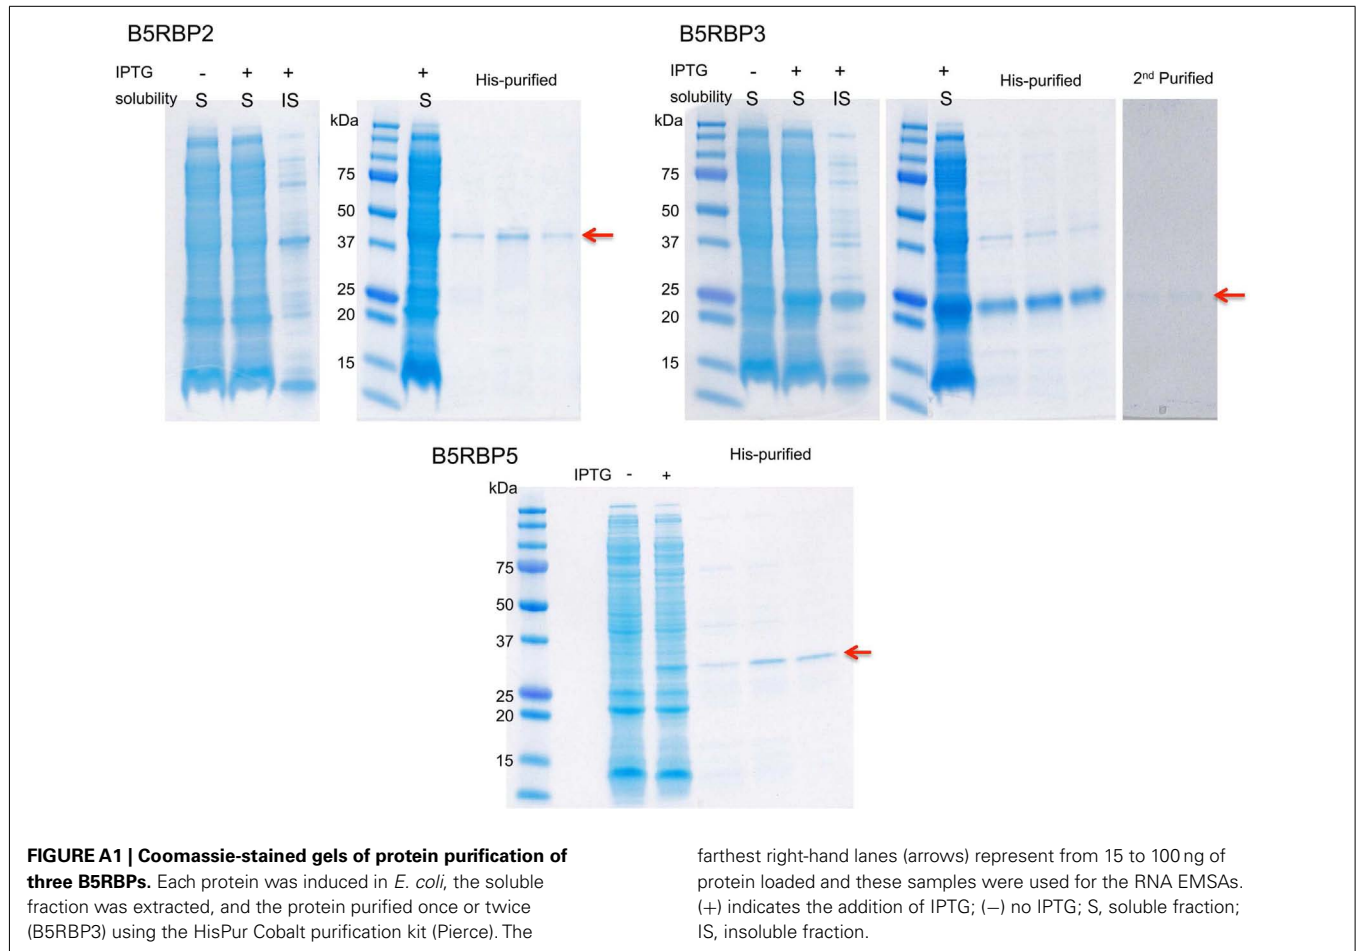 B5RBP2
IPTG - + +
solubility S S IS
+
S
His-purified
kDa
75
50
37
25
20
15
B5RBP3
IPTG - + +
solubility S S IS
+
S
His-purified
2nd Purified
kDa
75
50
37
25
20
15
B5RBP5
His-purified
IPTG - +
kDa
75
50
37
25
20
15
FIGURE A1 | Coomassie-stained gels of protein purification of
three B5RBPs. Each protein was induced in E. coli, the soluble
fraction was extracted, and the protein purified once or twice
(B5RBP3) using the HisPur Cobalt purification kit (Pierce). The
farthest right-hand lanes (arrows) represent from 15 to 100 ng of
protein loaded and these samples were used for the RNA EMSAs.
(+) indicates the addition of IPTG; (−) no IPTG; S, soluble fraction;
IS, insoluble fraction.